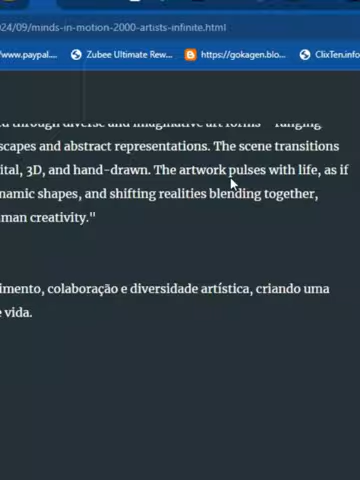 24/09/minds-in-motion-2000-artists-infinite.html
www.paypal.... Zubee Ultimate Rew... https://gokagen.blo... ClixTen.info
d through diverse and imaginative art forms ranging
scapes and abstract representations. The scene transitions
ital, 3D, and hand-drawn. The artwork pulses with life, as if
namic shapes, and shifting realities blending together,
man creativity."
imento, colaboração e diversidade artística, criando uma
e vida.